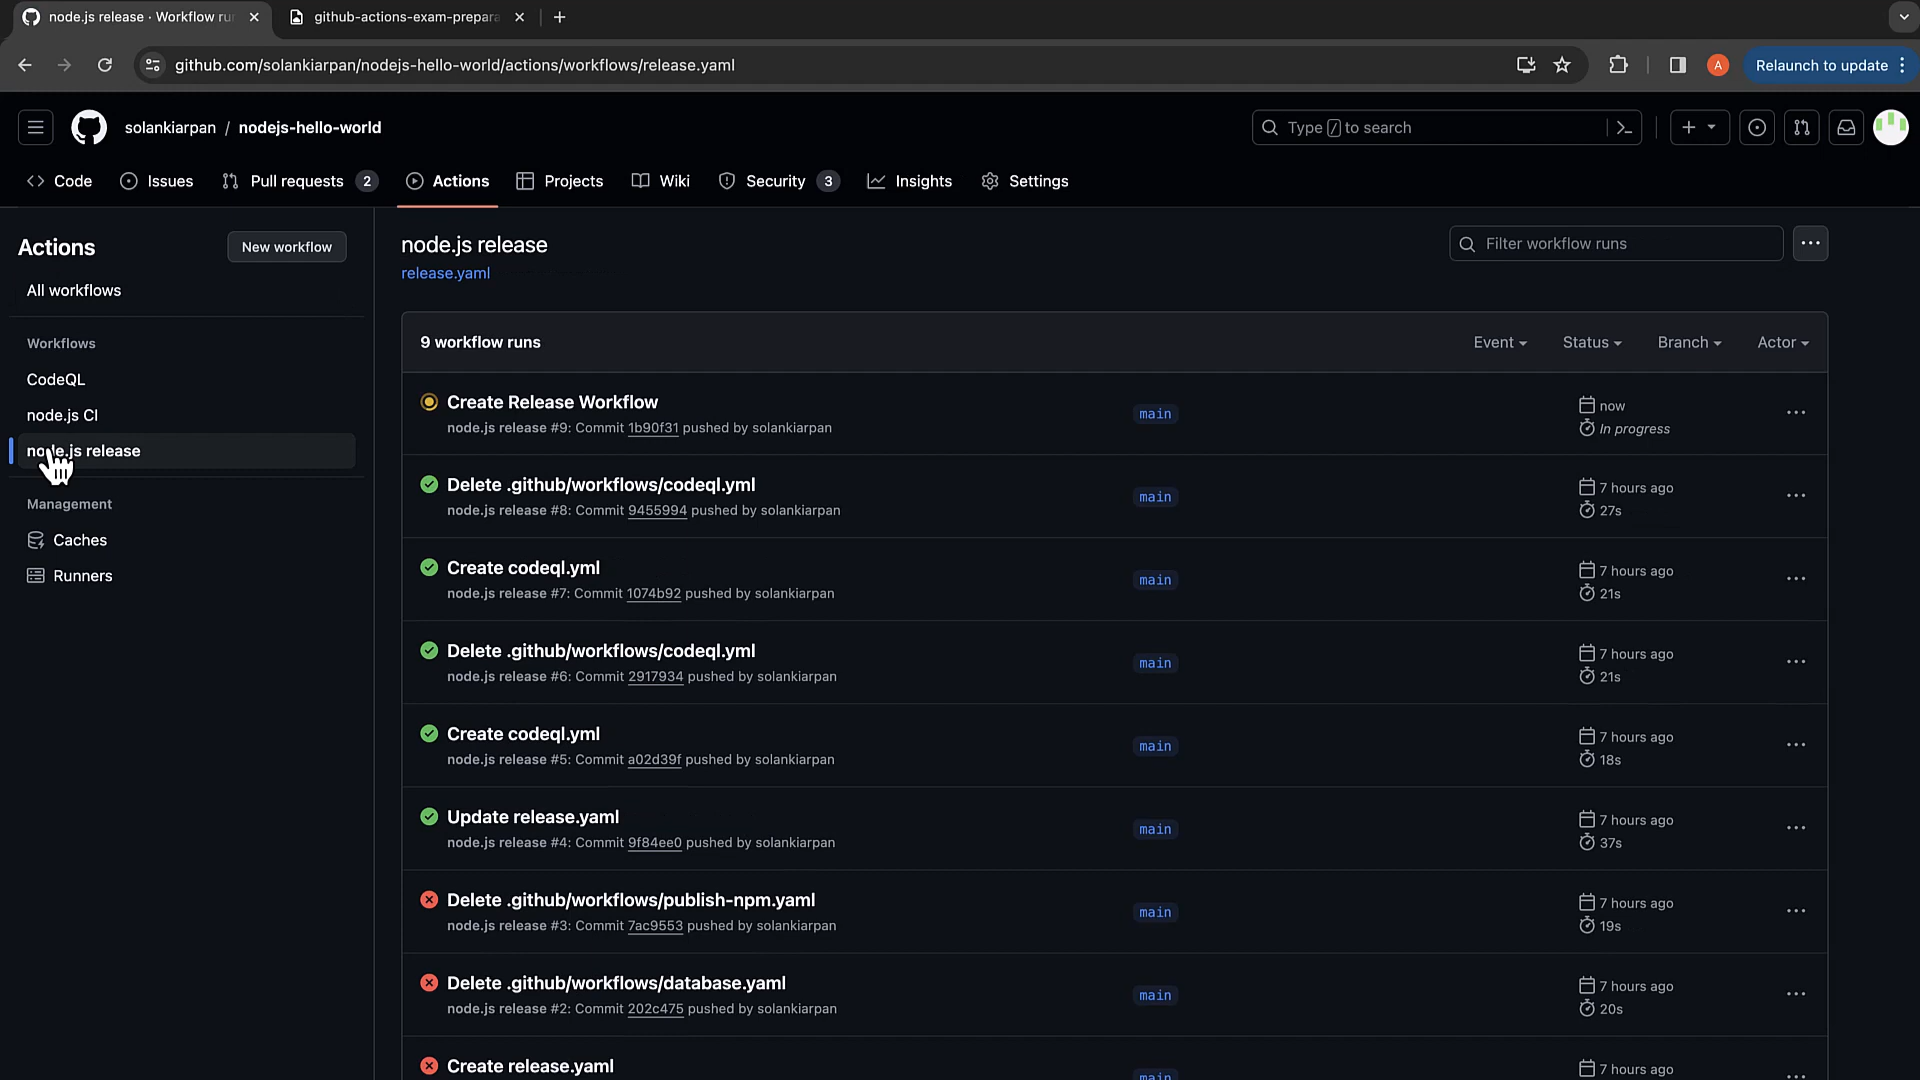 node.js release · Workflow ru
github-actions-exam-prepara
github.com/solankiarpan/nodejs-hello-world/actions/workflows/release.yaml
A
Relaunch to update
solankiarpan / nodejs-hello-world
Type / to search
Code
Issues
Pull requests 2
Actions
Projects
Wiki
Security 3
Insights
Settings
Actions
New workflow
All workflows
Workflows
CodeQL
node.js CI
node.js release
Management
Caches
Runners
node.js release
release.yaml
Filter workflow runs
9 workflow runs
Event
Status
Branch
Actor
Create Release Workflow
node.js release #9: Commit 1b90f31 pushed by solankiarpan
main
now
In progress
Delete .github/workflows/codeql.yml
node.js release #8: Commit 9455994 pushed by solankiarpan
main
7 hours ago
27s
Create codeql.yml
node.js release #7: Commit 1074b92 pushed by solankiarpan
main
7 hours ago
21s
Delete .github/workflows/codeql.yml
node.js release #6: Commit 2917934 pushed by solankiarpan
main
7 hours ago
21s
Create codeql.yml
node.js release #5: Commit a02d39f pushed by solankiarpan
main
7 hours ago
18s
Update release.yaml
node.js release #4: Commit 9f84ee0 pushed by solankiarpan
main
7 hours ago
37s
Delete .github/workflows/publish-npm.yaml
node.js release #3: Commit 7ac9553 pushed by solankiarpan
main
7 hours ago
19s
Delete .github/workflows/database.yaml
node.js release #2: Commit 202c475 pushed by solankiarpan
main
7 hours ago
20s
Create release.yaml
main
7 hours ago